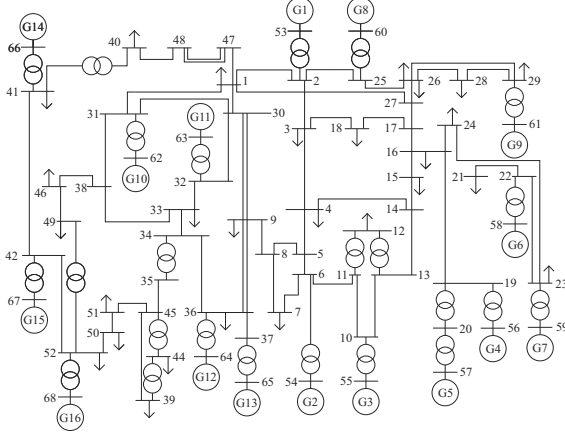 G14 G1 G8
66 40 48 47 53 60
41 1 2 25 26 28 29
27
31 G11 30 61
63 3 18 17 24 G9
62 16
G10 32 15 21 22
46 38
33 9 4 14 58
49 34 12 G6
42 8 5
35 6 11 13 19 23
67 51 45 36 7
G15 50 37 10 20 56 59
52 44 64 G4 G7
G12 65 54 55 57
68 39 G13 G2 G3 G5
G16